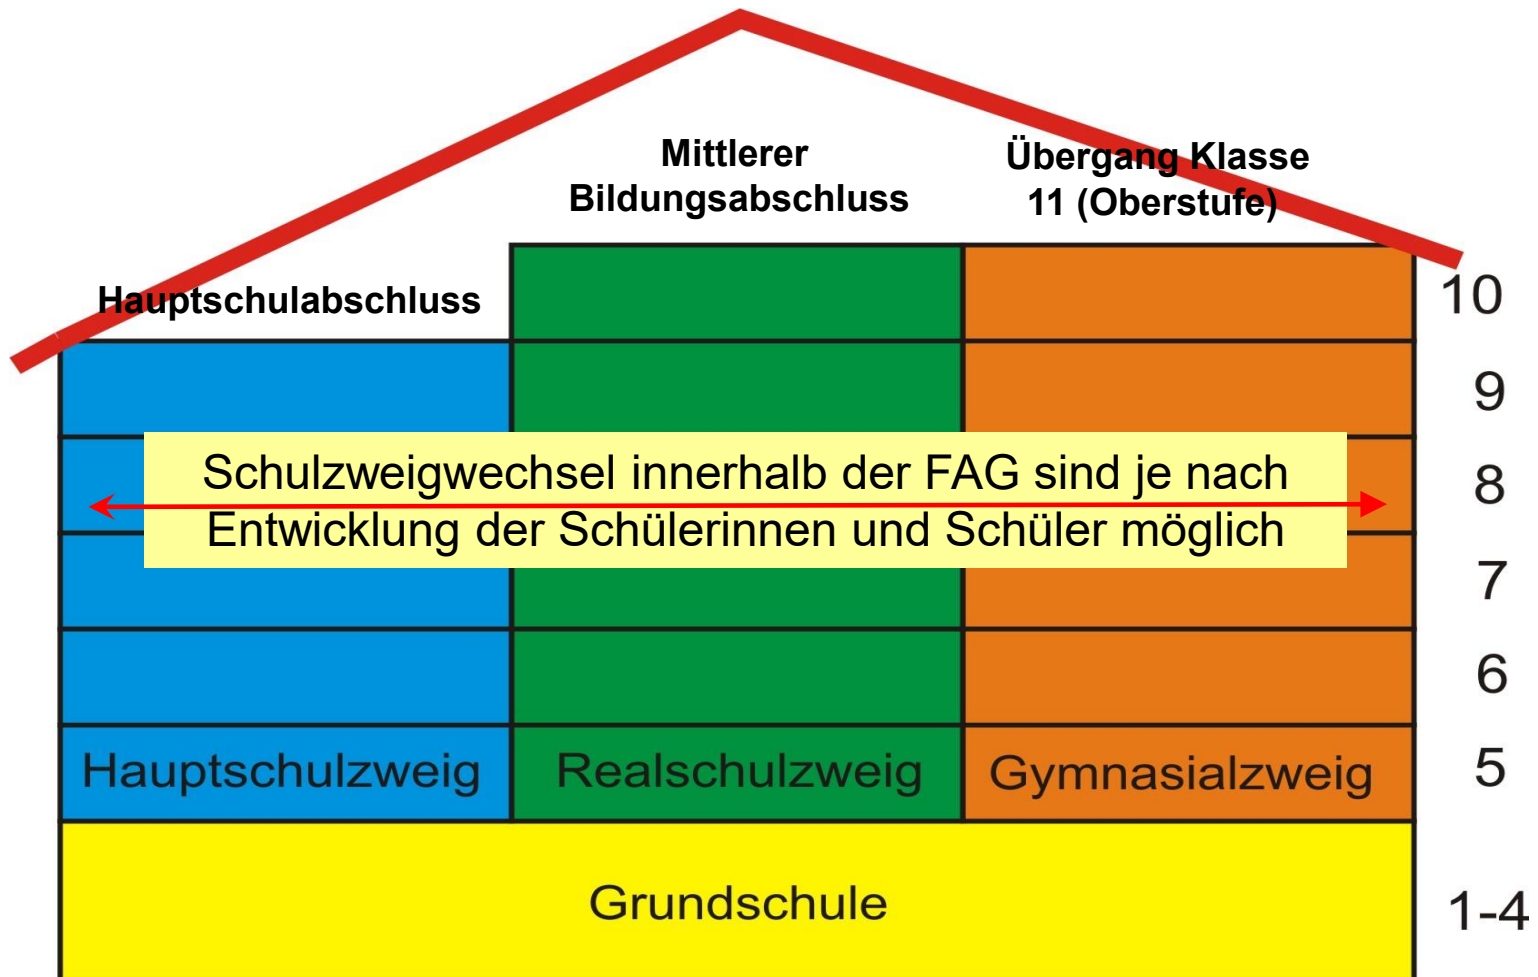 Mittlerer
Bildungsabschluss
Übergang Klasse
11 (Oberstufe)
Hauptschulabschluss
10
9
Schulzweigwechsel innerhalb der FAG sind je nach
Entwicklung der Schülerinnen und Schüler möglich
8
7
6
Hauptschulzweig
Realschulzweig
Gymnasialzweig
5
Grundschule
1-4